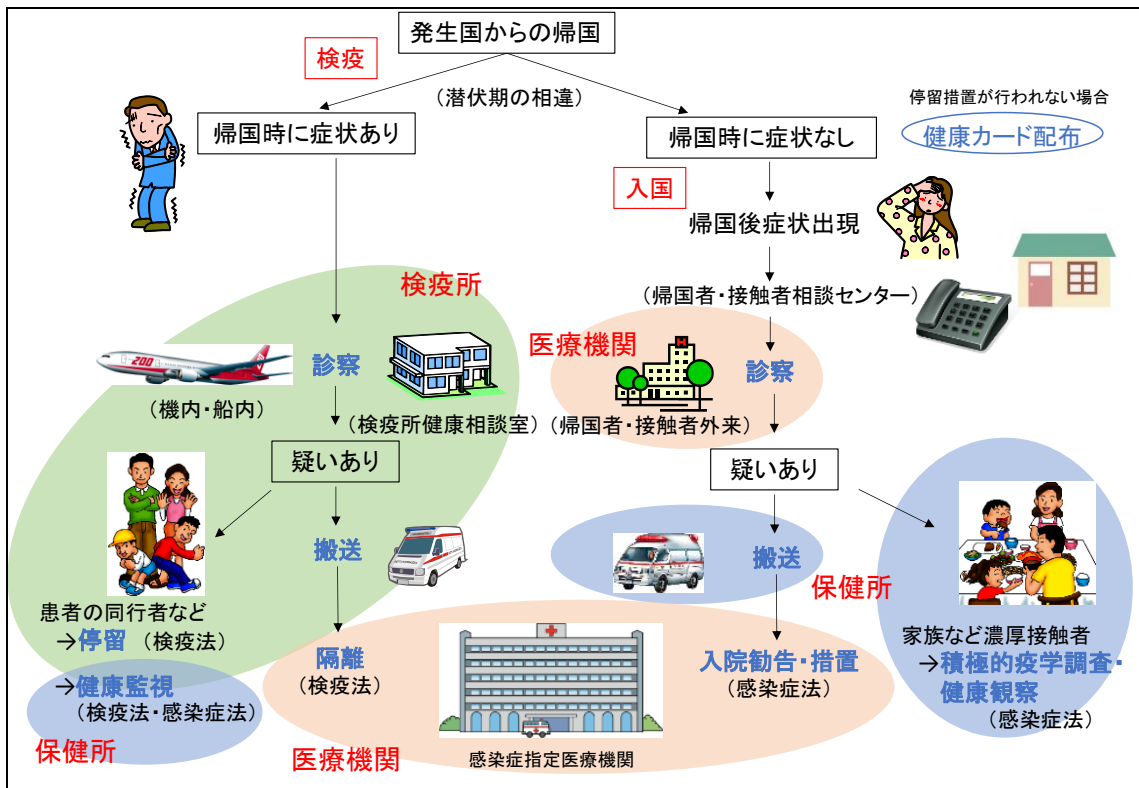 発生国からの帰国
検疫
（潜伏期の相違）
停留措置が行われない場合
健康カード配布
帰国時に症状あり
帰国時に症状なし
入国
帰国後症状出現
検疫所
（帰国者・接触者相談センター）
医療機関
H
200
診察
診察
（機内・船内）
（検疫所健康相談室）
（帰国者・接触者外来）
疑いあり
疑いあり
搬送
搬送
保健所
患者の同行者など
→停留（検疫法）
→健康監視
（検疫法・感染症法）
保健所
隔離
（検疫法）
入院勧告・措置
（感染症法）
家族など濃厚接触者
→積極的疫学調査・
健康観察
（感染症法）
医療機関
感染症指定医療機関